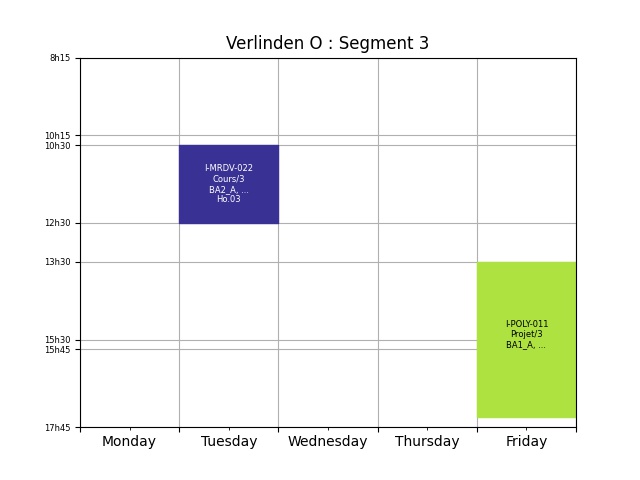 Verlinden O : Segment 3
8h15
10h15
10h30
I-MRDV-022
Cours/3
BA2_A, ...
Ho.03
12h30
13h30
I-POLY-011
Projet/3
BA1_A, ...
15h30
15h45
17h45
Monday Tuesday Wednesday Thursday Friday